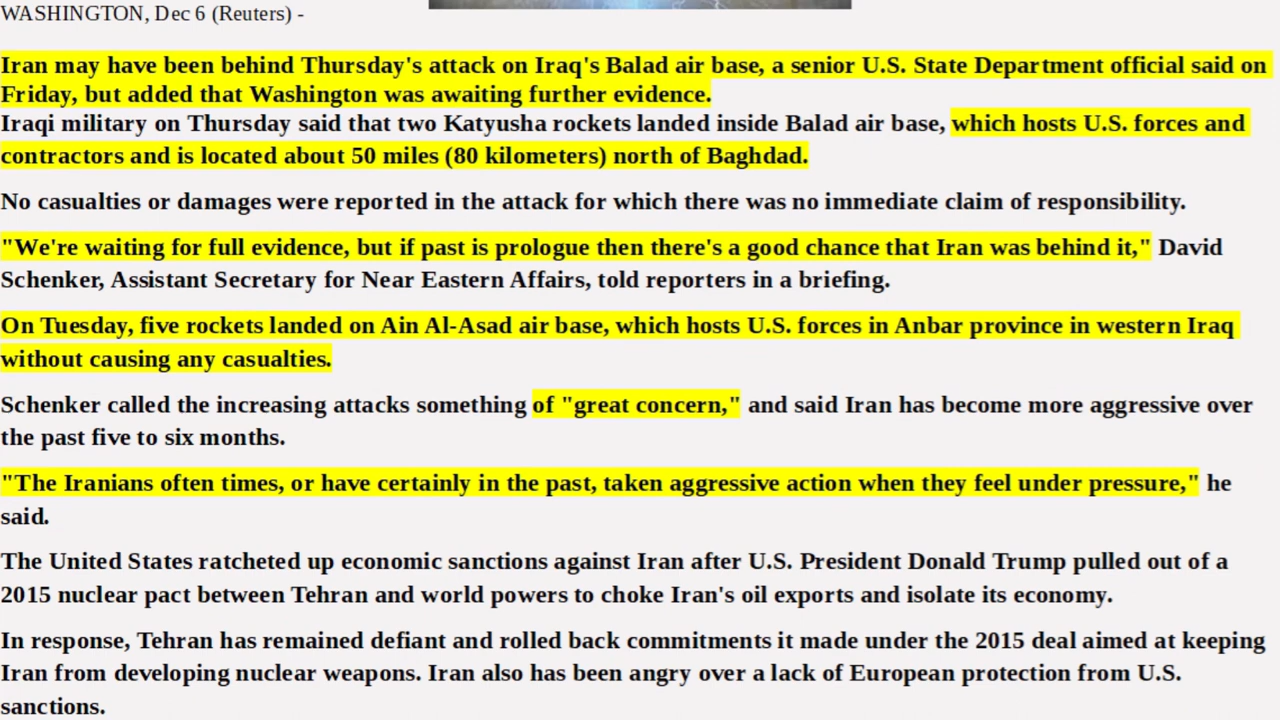 WASHINGTON, Dec 6 (Reuters) -
Iran may have been behind Thursday's attack on Iraq's Balad air base, a senior U.S. State Department official said on
Friday, but added that Washington was awaiting further evidence.
Iraqi military on Thursday said that two Katyusha rockets landed inside Balad air base, which hosts U.S. forces and
contractors and is located about 50 miles (80 kilometers) north of Baghdad.
No casualties or damages were reported in the attack for which there was no immediate claim of responsibility.
"We're waiting for full evidence, but if past is prologue then there's a good chance that Iran was behind it," David
Schenker, Assistant Secretary for Near Eastern Affairs, told reporters in a briefing.
On Tuesday, five rockets landed on Ain Al-Asad air base, which hosts U.S. forces in Anbar province in western Iraq
without causing any casualties.
Schenker called the increasing attacks something of "great concern," and said Iran has become more aggressive over
the past five to six months.
"The Iranians often times, or have certainly in the past, taken aggressive action when they feel under pressure," he
said.
The United States ratcheted up economic sanctions against Iran after U.S. President Donald Trump pulled out of a
2015 nuclear pact between Tehran and world powers to choke Iran's oil exports and isolate its economy.
In response, Tehran has remained defiant and rolled back commitments it made under the 2015 deal aimed at keeping
Iran from developing nuclear weapons. Iran also has been angry over a lack of European protection from U.S.
sanctions.